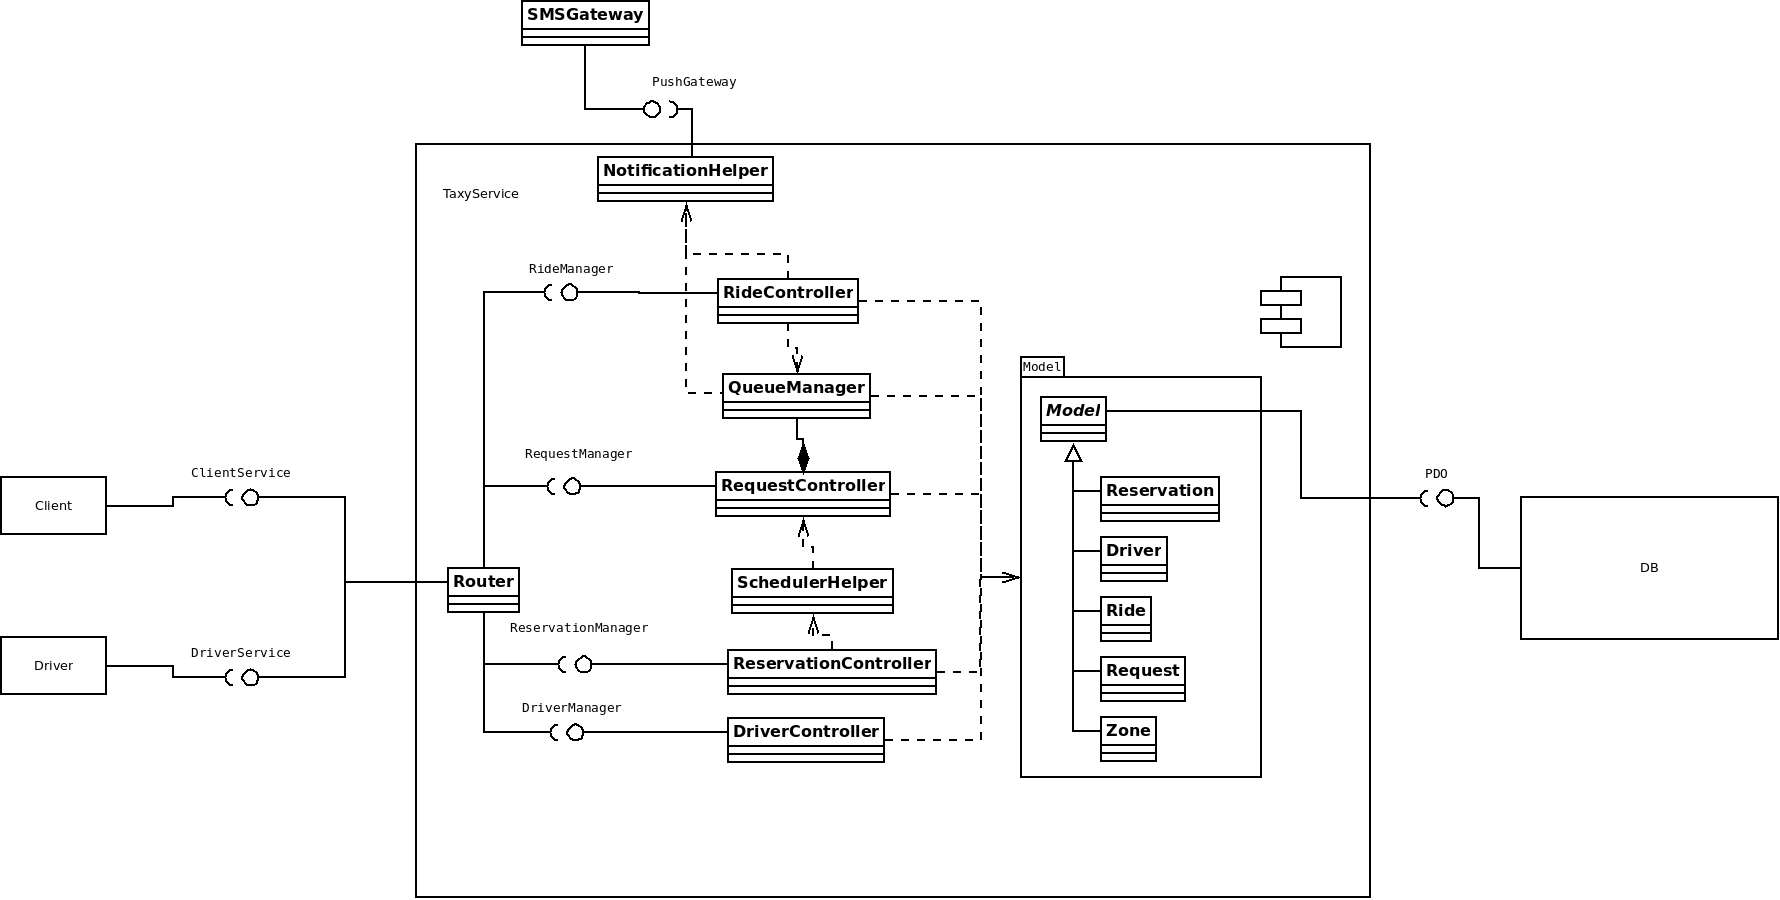 SMSGateway
PushGateway
NotificationHelper
TaxyService
RideManager
RideController
Model
QueueManager
Model
RequestManager
ClientService
PDO
RequestController
Reservation
Client
Driver
DB
Router
SchedulerHelper
Ride
ReservationManager
DriverService
Driver
ReservationController
Request
DriverManager
DriverController
Zone